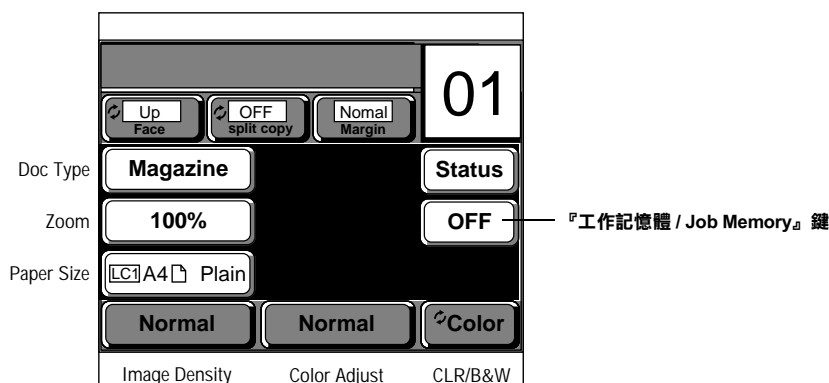 01
Up OFF Nomal
Face split copy Margin
Doc Type Magazine Status
Zoom 100% OFF 『工作記憶體 / Job Memory』鍵
Paper Size LC1 A4 Plain
Normal Normal Color
Image Density Color Adjust CLR/B&W